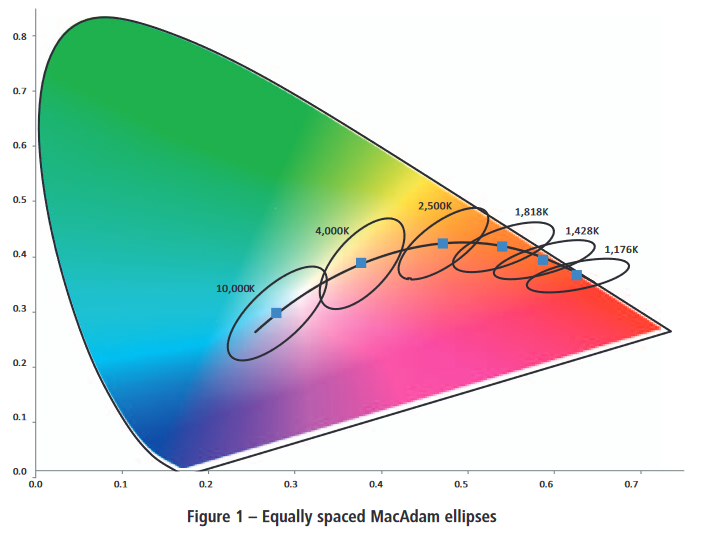 0.8
0.7
0.6
0.5
0.4
0.3
0.2
0.1
0.0
2,500K
1,818K
4,000K
1,428K
1,176K
10,000K
0.0 0.1 0.2 0.3 0.4 0.5 0.6 0.7
Figure 1 – Equally spaced MacAdam ellipses